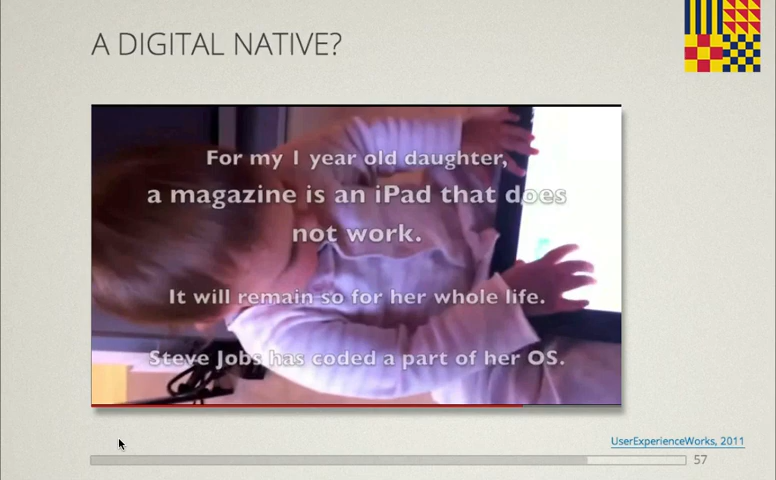 A DIGITAL NATIVE?
For my 1 year old daughter,
a magazine is an iPad that does
not work.
It will remain so for her whole life.
Steve Jobs has coded a part of her OS.
UserExperienceWorks, 2011
57